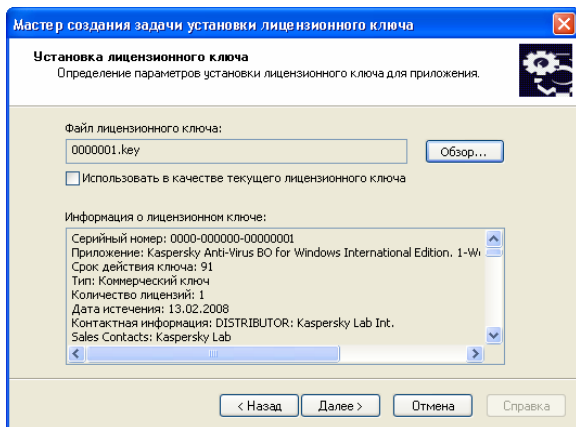 Мастер создания задачи установки лицензионного ключа
Установка лицензионного ключа
Определение параметров установки лицензионного ключа для приложения.
Файл лицензионного ключа:
0000001.key
Обзор...
Использовать в качестве текущего лицензионного ключа
Информация о лицензионном ключе:
Серийный номер: 0000-000000-00000001
Приложение: Kaspersky Anti-Virus BO for Windows International Edition. 1-W
Срок действия ключа: 91
Тип: Коммерческий ключ
Количество лицензий: 1
Дата истечения: 13.02.2008
Контактная информация: DISTRIBUTOR: Kaspersky Lab Int.
Sales Contacts: Kaspersky Lab
< Назад Далее > Отмена Справка